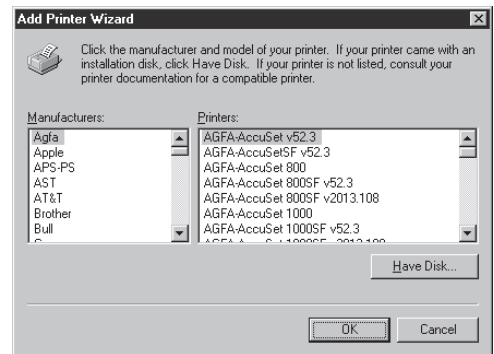 Add Printer Wizard
Click the manufacturer and model of your printer. If your printer came with an
installation disk, click Have Disk. If your printer is not listed, consult your
printer documentation for a compatible printer.
Manufacturers:
Agfa
Apple
APS-PS
AST
AT&T
Brother
Bull
Printers:
AGFA-AccuSet v52.3
AGFA-AccuSetSF v52.3
AGFA-AccuSet 800
AGFA-AccuSet 800SF v52.3
AGFA-AccuSet 800SF v2013.108
AGFA-AccuSet 1000
AGFA-AccuSet 1000SF v52.3
Have Disk...
OK
Cancel